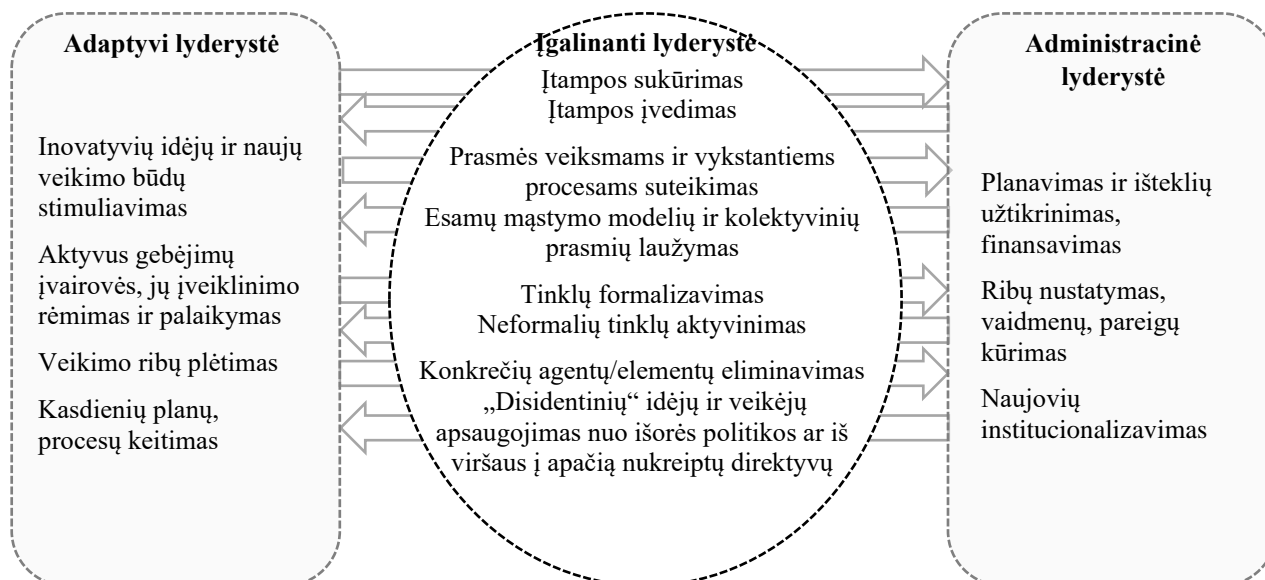 Adaptyvi lyderystė
Inovatyvių idėjų ir naujų
veikimo būdų
stimuliavimas
Aktyvus gebėjimų
įvairovės, jų įveiklinimo
rėmimas ir palaikymas
Veikimo ribų plėtimas
Kasdienių planų,
procesų keitimas
Įgalinanti lyderystė
Įtampos sukūrimas
Įtampos įvedimas
Prasmės veiksmams ir vykstantiems
procesams suteikimas
Esamų mąstymo modelių ir kolektyvinių
prasmių laužymas
Tinklų formalizavimas
Neformalių tinklų aktyvinimas
Konkrečių agentų/elementų eliminavimas
„Disidentinių“ idėjų ir veikėjų
apsaugojimas nuo išorės politikos ar iš
viršaus į apačią nukreiptų direktyvų
Administracinė
lyderystė
Planavimas ir išteklių
užtikrinimas,
finansavimas
Ribų nustatymas,
vaidmenų, pareigų
kūrimas
Naujovių
institucionalizavimas